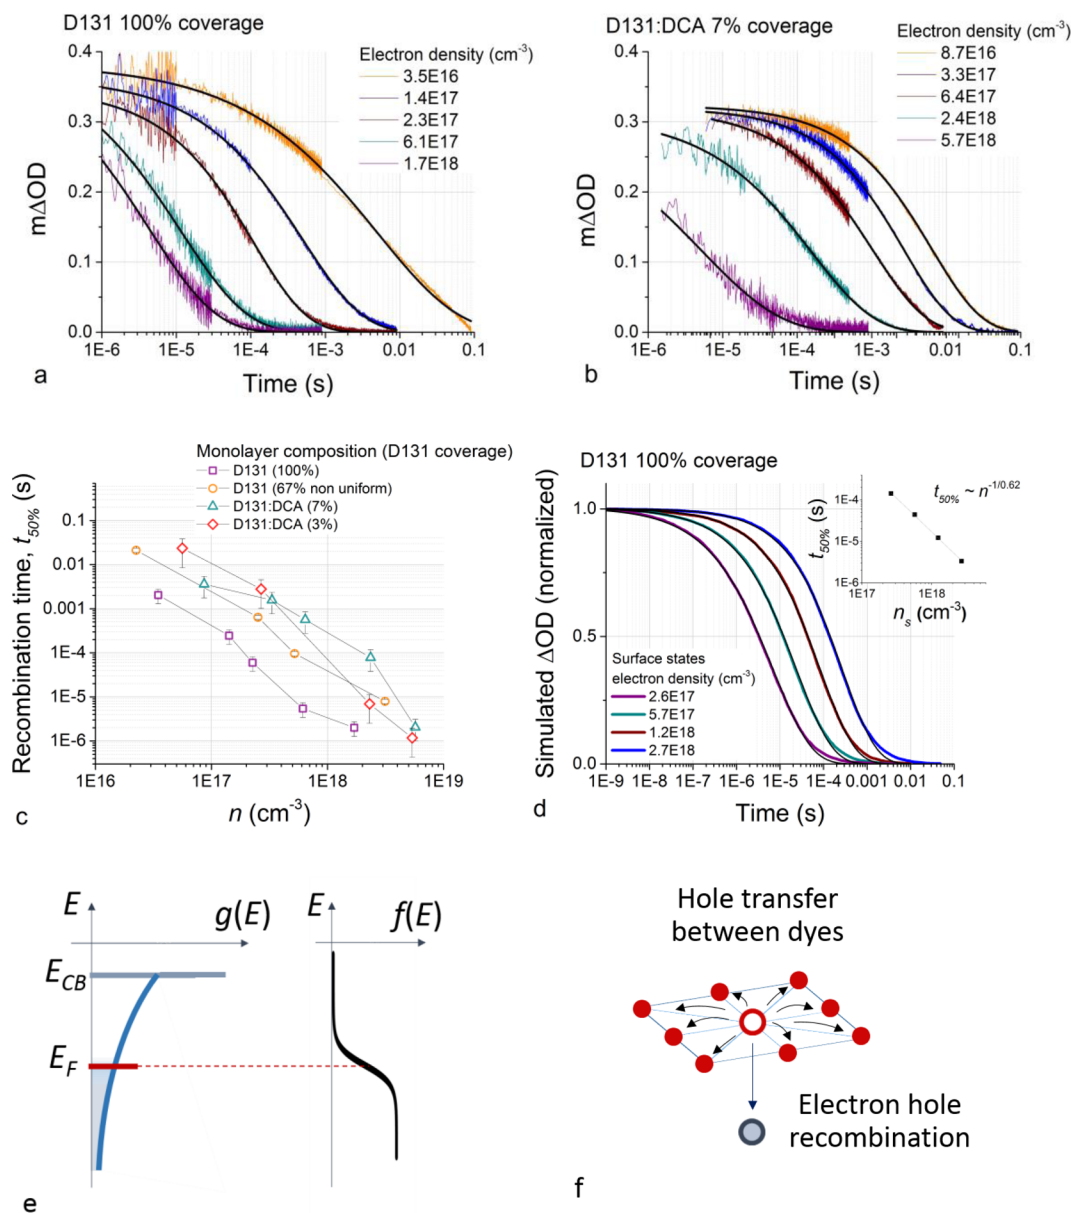 D131 100% coverage
Electron density (cm-3)
3.5E16
1.4E17
2.3E17
6.1E17
1.7E18
0.4
0.3
0.2
0.1
0.0
mΔOD
1E-6
1E-5
1E-4
1E-3
0.01
0.1
Time (s)
a
D131:DCA 7% coverage
Electron density (cm-3)
8.7E16
3.3E17
6.4E17
2.4E18
5.7E18
0.4
0.3
0.2
0.1
0.0
mΔOD
1E-6
1E-5
1E-4
1E-3
0.01
0.1
Time (s)
b
Monolayer composition (D131 coverage)
D131 (100%)
D131 (67% non uniform)
D131:DCA (7%)
D131:DCA (3%)
Recombination time, t50% (s)
0.1
0.01
0.001
1E-4
1E-5
1E-6
1E16
1E17
1E18
1E19
n (cm-3)
c
D131 100% coverage
Simulated ΔOD (normalized)
1.0
0.5
0.0
Surface states
electron density (cm-3)
2.6E17
5.7E17
1.2E18
2.7E18
1E-9
1E-8
1E-7
1E-6
1E-5
1E-4
0.001
0.01
0.1
Time (s)
t50% ~ n-1/0.62
t50% (s)
1E-4
1E-5
1E-6
1E17
1E18
ns (cm-3)
d
E
g(E)
ECB
EF
E
f(E)
e
Hole transfer
between dyes
Electron hole
recombination
f